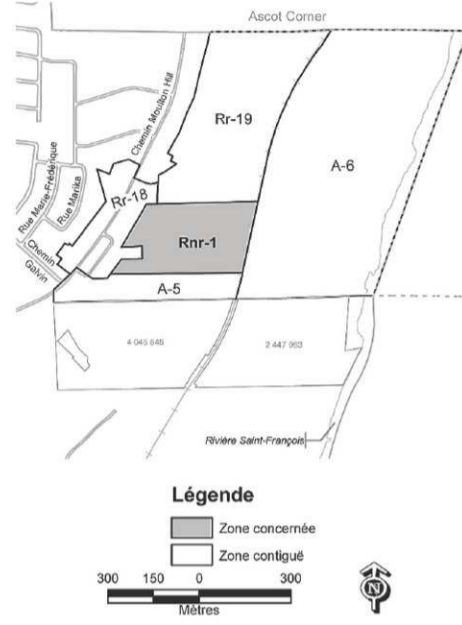 Ascot Corner
Chemin Moulton Hill
Rr-19
A-6
Rue Marie-Frédérique
Rue Marika
Rr-18
Rnr-1
Chemin
Galvin
A-5
4 045 545
2 447 963
Rivière Saint-François
Légende
Zone concernée
Zone contiguë
300 150 0 300
Mètres
N